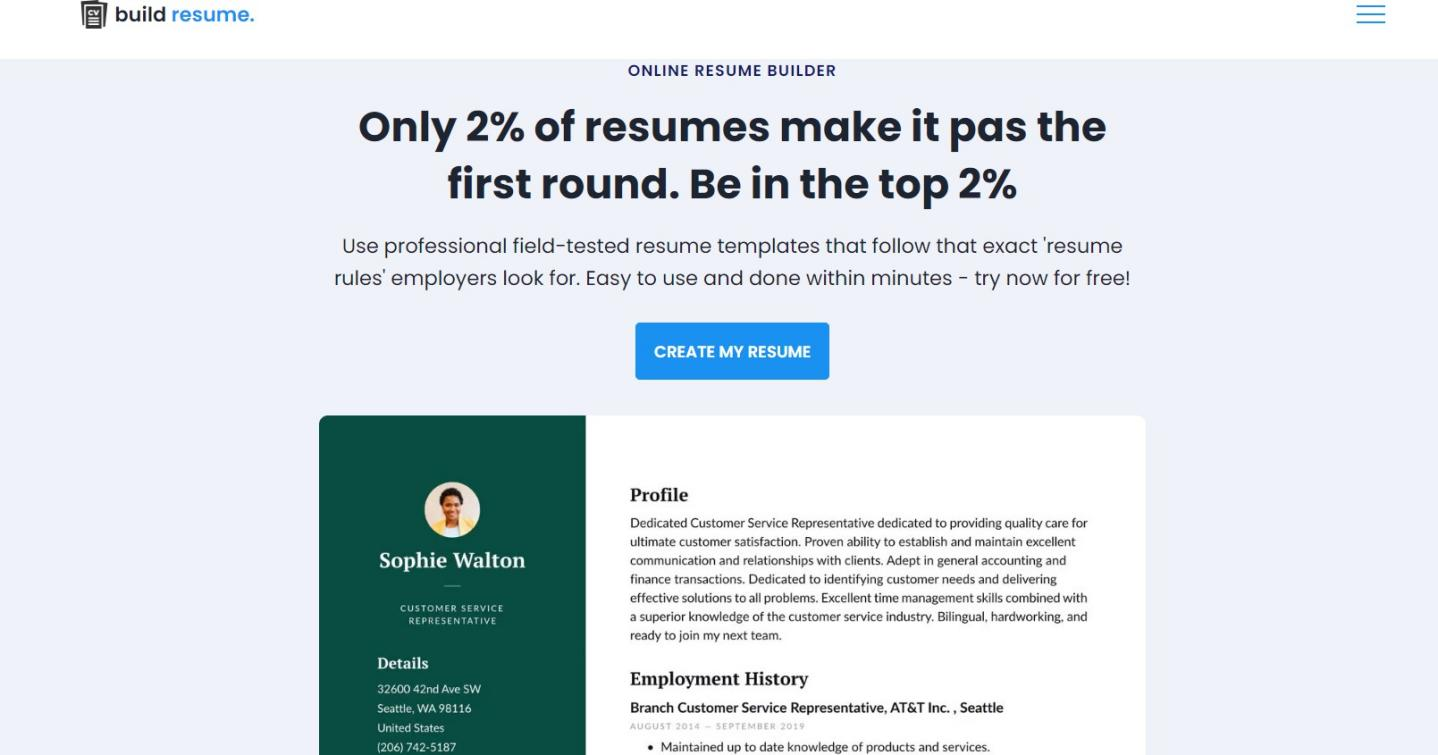 CV
build resume.
ONLINE RESUME BUILDER
Only 2% of resumes make it pas the
first round. Be in the top 2%
Use professional field-tested resume templates that follow that exact 'resume
rules' employers look for. Easy to use and done within minutes - try now for free!
CREATE MY RESUME
Sophie Walton
CUSTOMER SERVICE
REPRESENTATIVE
Details
32600 42nd Ave SW
Seattle, WA 98116
United States
(206) 742-5187
Profile
Dedicated Customer Service Representative dedicated to providing quality care for
ultimate customer satisfaction. Proven ability to establish and maintain excellent
communication and relationships with clients. Adept in general accounting and
finance transactions. Dedicated to identifying customer needs and delivering
effective solutions to all problems. Excellent time management skills combined with
a superior knowledge of the customer service industry. Bilingual, hardworking, and
ready to join my next team.
Employment History
Branch Customer Service Representative, AT&T Inc. , Seattle
AUGUST 2014 — SEPTEMBER 2019
• Maintained up to date knowledge of products and services.